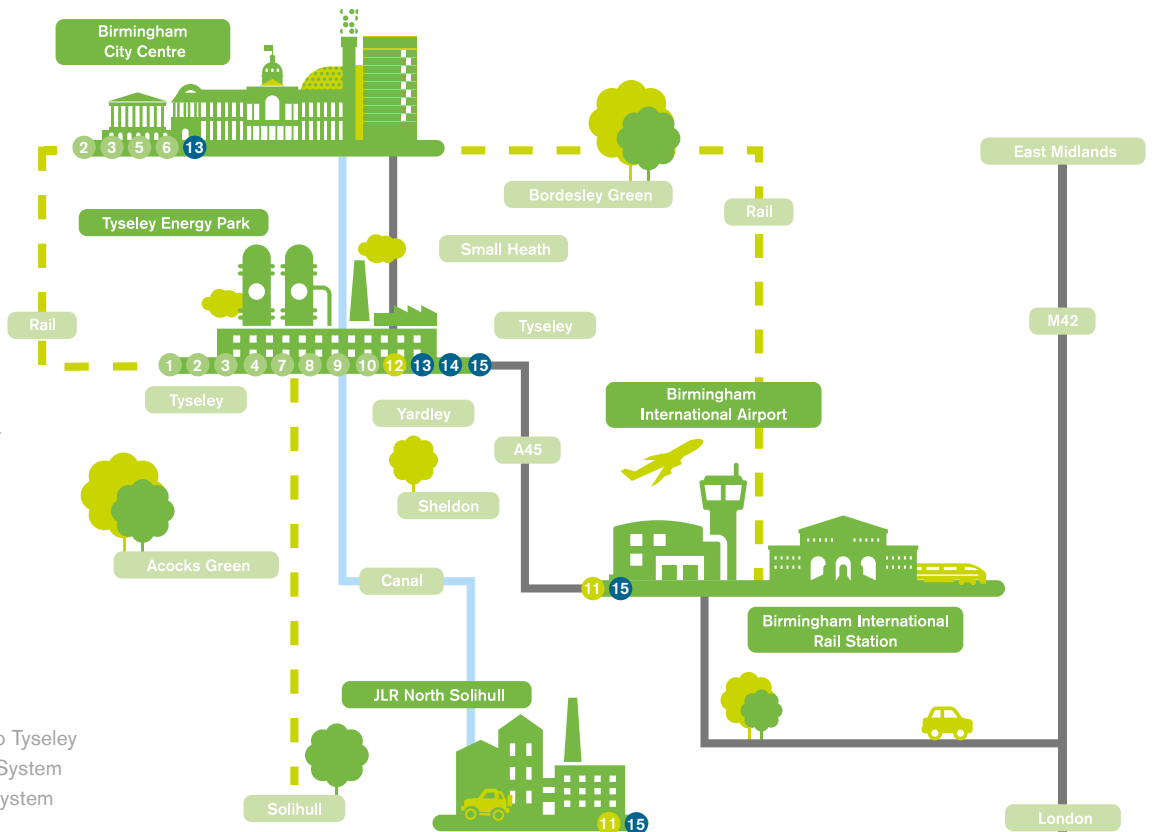 Birmingham
City Centre
2 3 5 6 13
East Midlands
Bordesley Green
Rail
Tyseley Energy Park
Small Heath
Rail
Tyseley
M42
1 2 3 4 7 8 9 10 12 13 14 15
Tyseley
Yardley
Birmingham
International Airport
A45
Sheldon
Acocks Green
Canal
11 15
Birmingham International
Rail Station
JLR North Solihull
Tyseley
System
ystem
Solihull
11 15
London